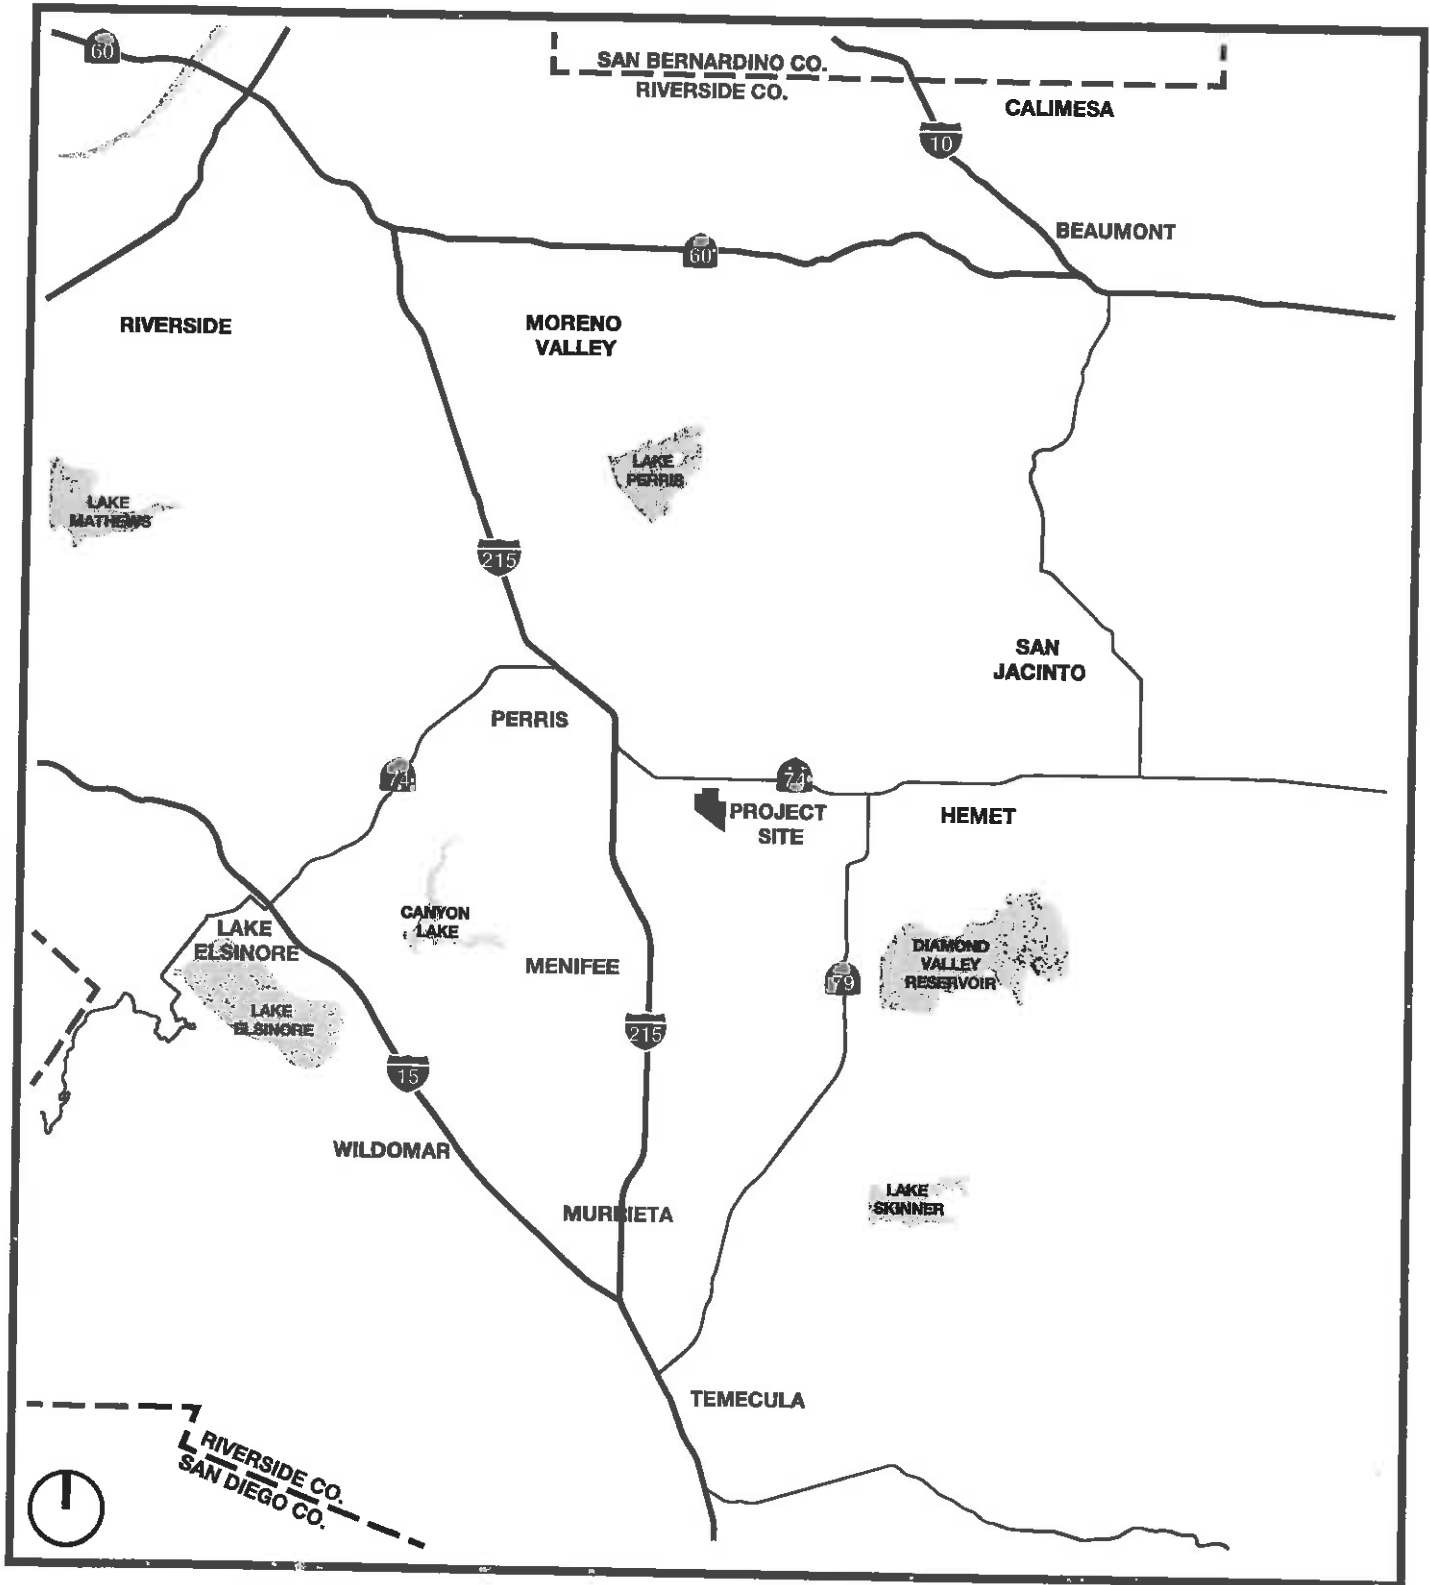 60
SAN BERNARDINO CO.
RIVERSIDE CO.
CALIMESA
10
BEAUMONT
60
RIVERSIDE
MORENO
VALLEY
LAKE
PERRIS
LAKE
MATHEWS
215
SAN
JACINTO
PERRIS
74
74
PROJECT
SITE
HEMET
CANYON
LAKE
LAKE
ELSINORE
DIAMOND
VALLEY
RESERVOIR
MENIFEE
79
LAKE
ELSINORE
215
15
WILDOMAR
LAKE
SKINNER
MURRIETA
TEMECULA
RIVERSIDE CO.
SAN DIEGO CO.